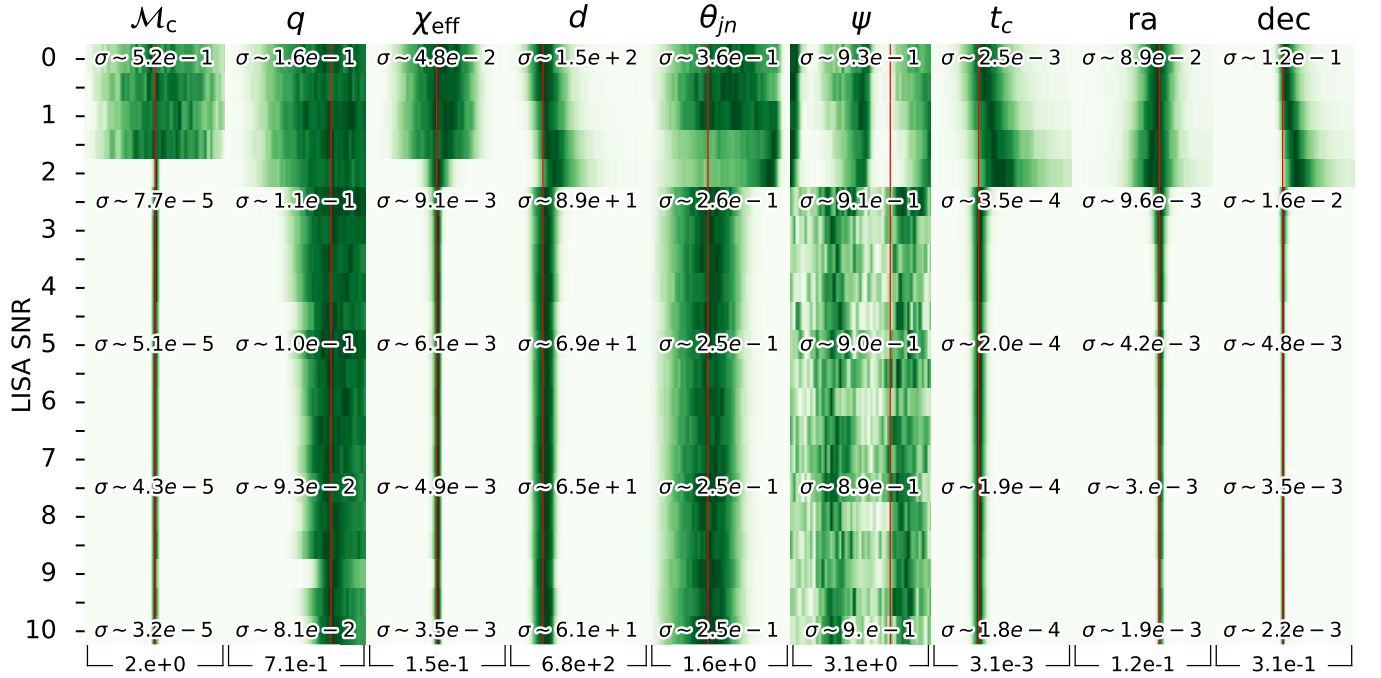 ℳc q χeff d θjn ψ tc ra dec
0 σ~5.2e−1 σ~1.6e−1 σ~4.8e−2 σ~1.5e+2 σ~3.6e−1 σ~9.3e−1 σ~2.5e−3 σ~8.9e−2 σ~1.2e−1
1
2
σ~7.7e−5 σ~1.1e−1 σ~9.1e−3 σ~8.9e+1 σ~2.6e−1 σ~9.1e−1 σ~3.5e−4 σ~9.6e−3 σ~1.6e−2
3
4
5 σ~5.1e−5 σ~1.0e−1 σ~6.1e−3 σ~6.9e+1 σ~2.5e−1 σ~9.0e−1 σ~2.0e−4 σ~4.2e−3 σ~4.8e−3
LISA SNR
6
7
σ~4.3e−5 σ~9.3e−2 σ~4.9e−3 σ~6.5e+1 σ~2.5e−1 σ~8.9e−1 σ~1.9e−4 σ~3.e−3 σ~3.5e−3
8
9
10 σ~3.2e−5 σ~8.1e−2 σ~3.5e−3 σ~6.1e+1 σ~2.5e−1 σ~9.e−1 σ~1.8e−4 σ~1.9e−3 σ~2.2e−3
2.e+0 7.1e-1 1.5e-1 6.8e+2 1.6e+0 3.1e+0 3.1e-3 1.2e-1 3.1e-1